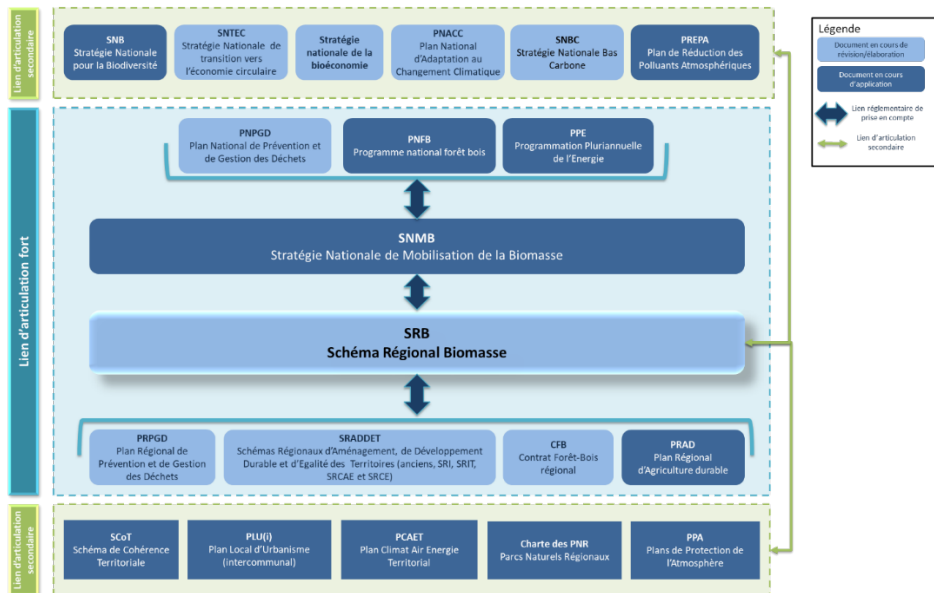 Lien d'articulation
secondaire
SNB
Stratégie Nationale
pour la Biodiversité
SNTEC
Stratégie Nationale de
transition vers
l'économie circulaire
Stratégie
nationale de la
bioéconomie
PNACC
Plan National
d'Adaptation au
Changement Climatique
SNBC
Stratégie Nationale Bas
Carbone
PREPA
Plan de Réduction des
Polluants Atmosphériques
Légende
Document en cours de
révision/élaboration
Document en cours
d'application
Lien réglementaire de
prise en compte
Lien d'articulation
secondaire
Lien d'articulation fort
PNPGD
Plan National de Prévention et
de Gestion des Déchets
PNFB
Programme national forêt bois
PPE
Programmation Pluriannuelle
de l'Energie
SNMB
Stratégie Nationale de Mobilisation de la Biomasse
SRB
Schéma Régional Biomasse
PRPGD
Plan Régional de
Prévention et de Gestion
des Déchets
SRADDET
Schémas Régionaux d'Aménagement, de Développement
Durable et d'Egalité des Territoires (anciens, SRI, SRIT,
SRCAE et SRCE)
CFB
Contrat Forêt-Bois
régional
PRAD
Plan Régional
d'Agriculture durable
Lien d'articulation
secondaire
SCoT
Schéma de Cohérence
Territoriale
PLU(i)
Plan Local d'Urbanisme
(intercommunal)
PCAET
Plan Climat Air Energie
Territorial
Charte des PNR
Parcs Naturels Régionaux
PPA
Plans de Protection de
l'Atmosphère